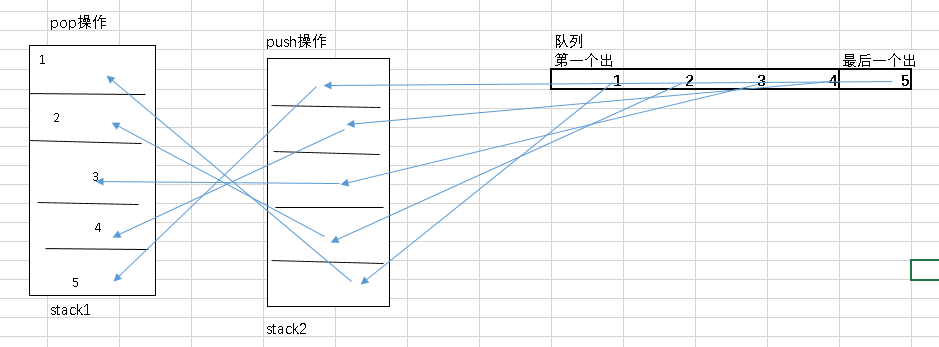 pop操作
push操作
队列
第一个出 最后一个出
1 2 3 4 5
1
2
3
4
5
stack1
stack2